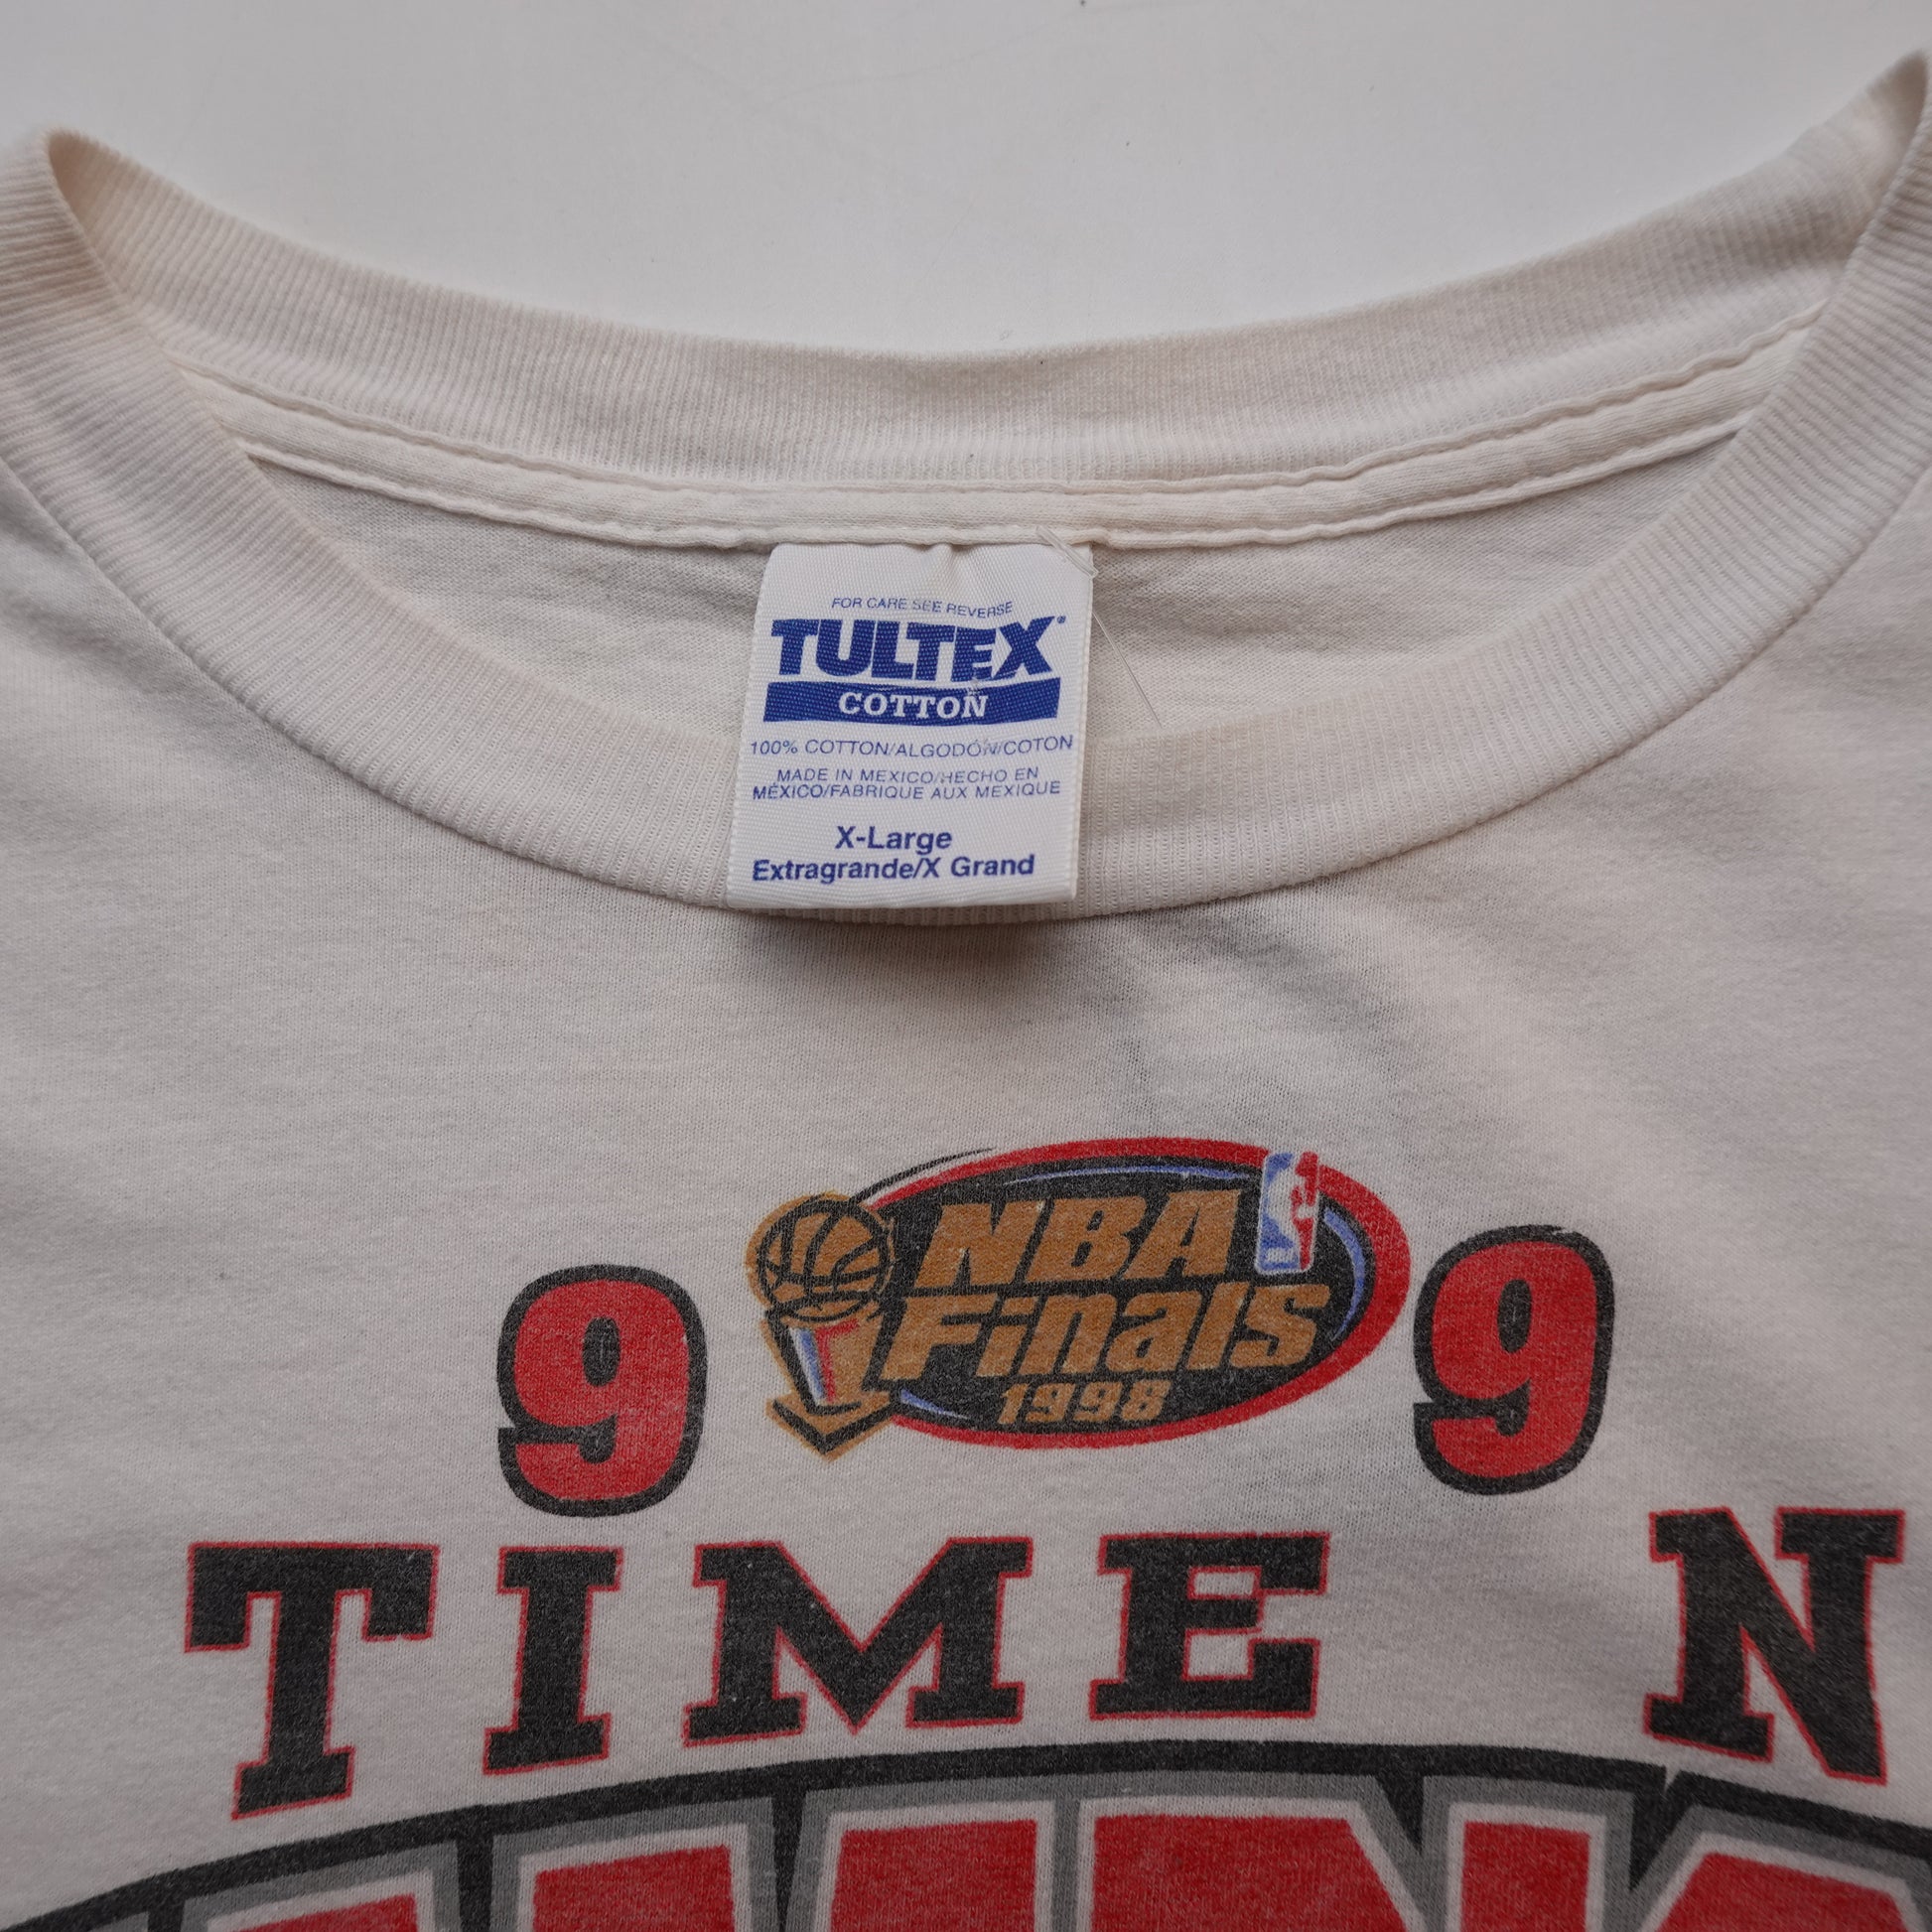 FOR CARE SEE REVERSE
TULTEX®
COTTON
100% COTTON/ALGODÓN/COTON
MADE IN MEXICO/HECHO EN
MÉXICO/FABRIQUE AUX MEXIQUE
X-Large
Extragrande/X Grand
9 NBA 9
Finals
1998
TIME N